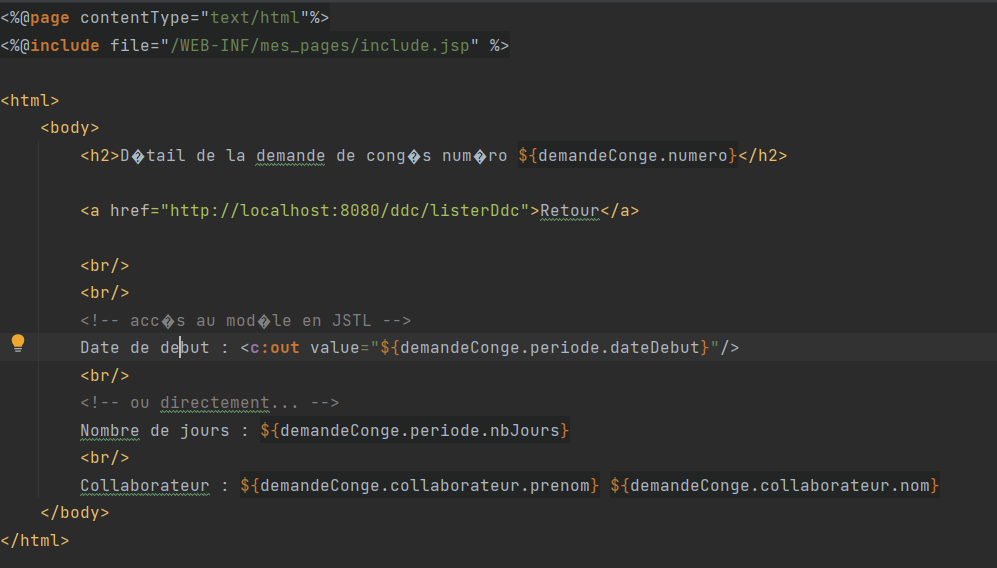 <%@page contentType="text/html"%>
<%@include file="/WEB-INF/mes_pages/include.jsp" %>
<html>
<body>
<h2>D�tail de la demande de cong�s num�ro ${demandeConge.numero}</h2>
<a href="http://localhost:8080/ddc/listerDdc">Retour</a>
<br/>
<br/>
<!-- acc�s au mod�le en JSTL -->
Date de debut : <c:out value="${demandeConge.periode.dateDebut}"/>
<br/>
<!-- ou directement... -->
Nombre de jours : ${demandeConge.periode.nbJours}
<br/>
Collaborateur : ${demandeConge.collaborateur.prenom} ${demandeConge.collaborateur.nom}
</body>
</html>